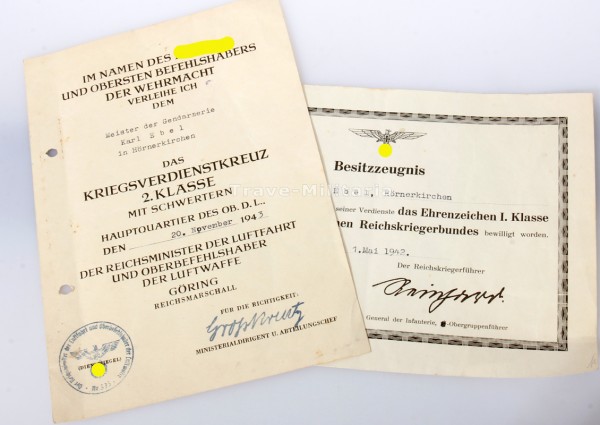 IM NAMEN DES
UND OBERSTEN BEFEHLSHABERS
DER WEHRMACHT
VERLEIHE ICH
DEM
Meister der Gendarmerie
Karl Ebel
in Hörnerkirchen
DAS
KRIEGSVERDIENSTKREUZ
2. KLASSE
MIT SCHWERTERN
HAUPTQUARTIER DES OB. D. L.
DEN 20. November 1943
DER REICHSMINISTER DER LUFTFAHRT
UND OBERBEFEHLSHABER
DER LUFTWAFFE
GÖRING
REICHSMARSCHALL
FÜR DIE RICHTIGKEIT:
Großkreutz
MINISTERIALDIRIGENT U. ABTEILUNGSCHEF
Besitzzeugnis
Hörnerkirchen
seiner Verdienste das Ehrenzeichen I. Klasse
Reichskriegerbundes bewilligt worden.
Mai 1942.
Der Reichskriegerführer
Reinhard.
General der Infanterie, -Obergruppenführer